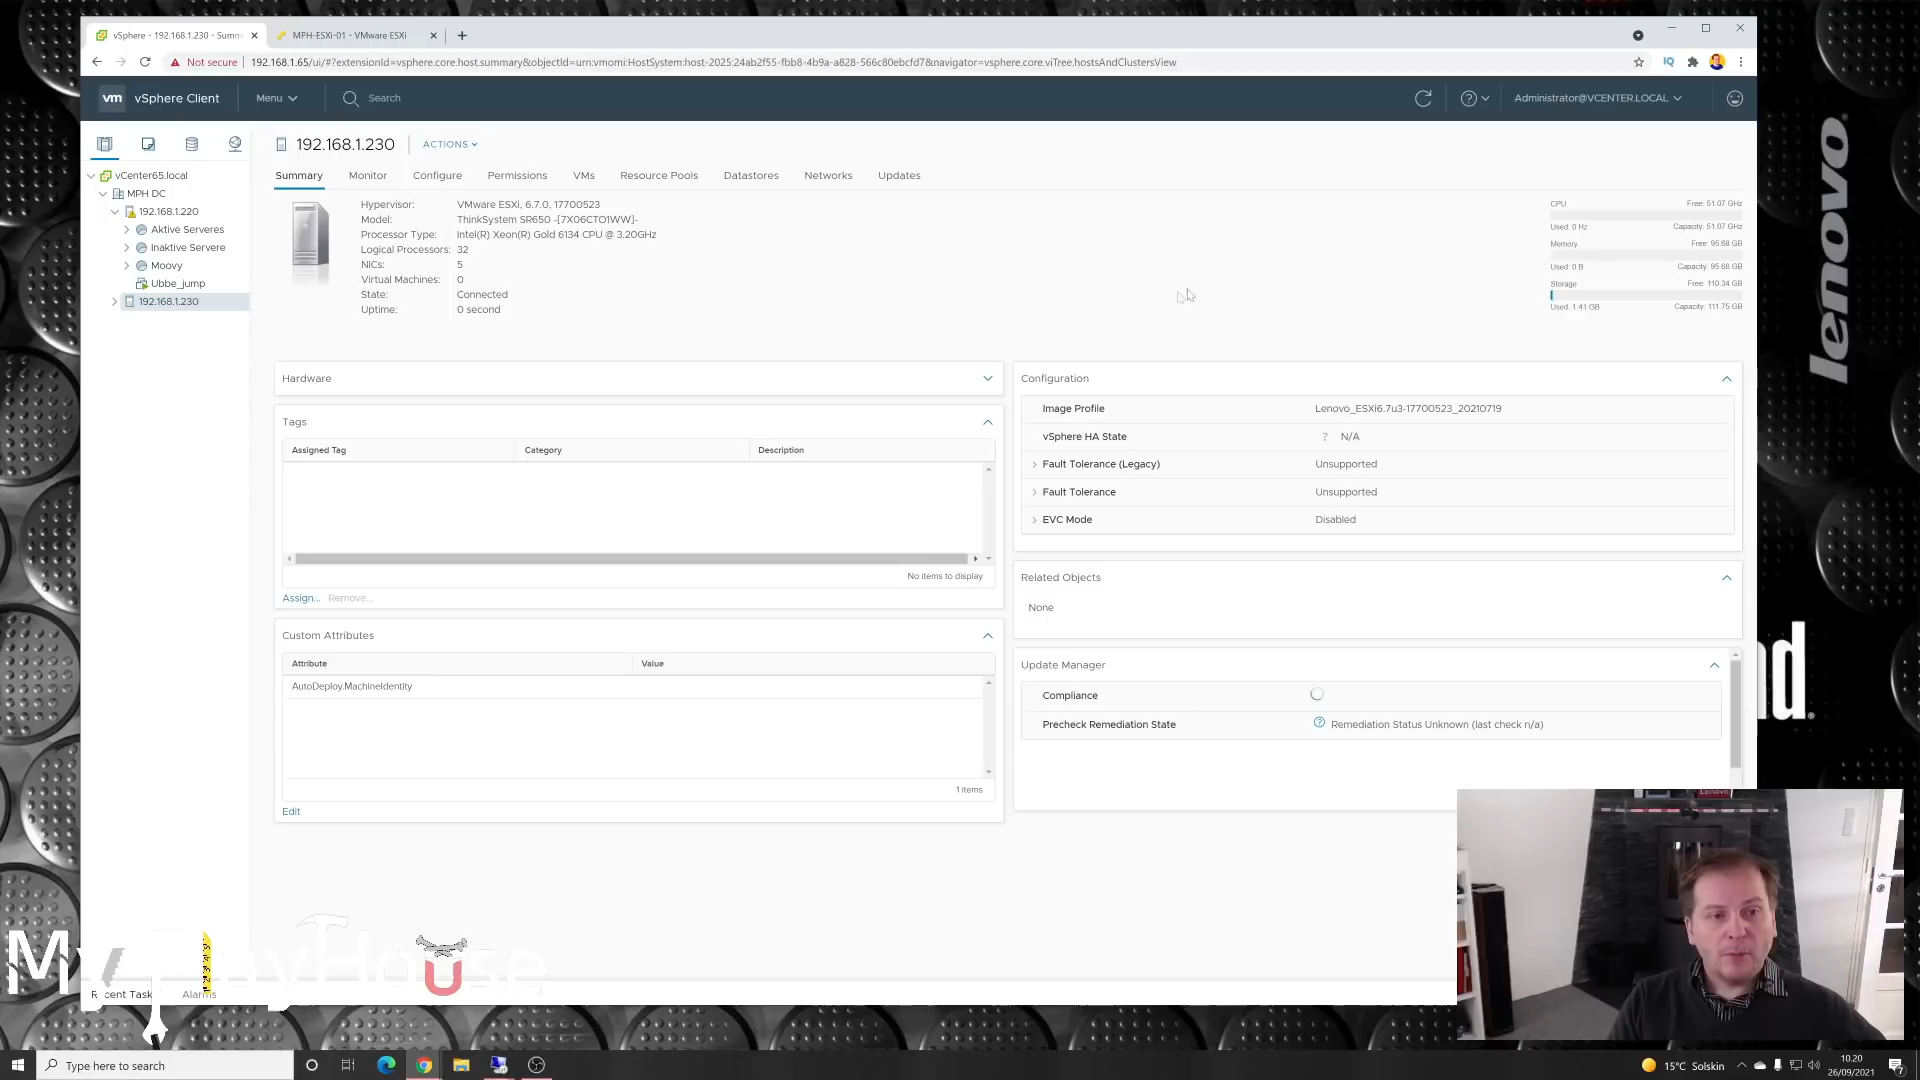 vSphere - 192.168.1.230 - Summ
MPH-ESXi-01 - VMware ESXi
Not secure
192.168.1.65/ui/#?extensionId=vsphere.core.host.summary&objectId=urn:vmomi:HostSystem:host-2025:24ab2f55-fbb8-4b9a-a828-566c80ebcfd7&navigator=vsphere.core.viTree.hostsAndClustersView
IQ
vm vSphere Client
Menu
Search
Administrator@VCENTER.LOCAL
vCenter65.local
MPH DC
192.168.1.220
Aktive Serveres
Inaktive Servere
Moovy
Ubbe_jump
192.168.1.230
192.168.1.230
ACTIONS
Summary Monitor Configure Permissions VMs Resource Pools Datastores Networks Updates
Hypervisor: VMware ESXi, 6.7.0, 17700523
Model: ThinkSystem SR650 -[7X06CTO1WW]-
Processor Type: Intel(R) Xeon(R) Gold 6134 CPU @ 3.20GHz
Logical Processors: 32
NICs: 5
Virtual Machines: 0
State: Connected
Uptime: 0 second
CPU Free: 51.07 GHz
Used: 0 Hz Capacity: 51.07 GHz
Memory Free: 95.68 GB
Used: 0 B Capacity: 95.68 GB
Storage Free: 110.34 GB
Used: 1.41 GB Capacity: 111.75 GB
Hardware
Tags
Assigned Tag Category Description
No items to display
Assign... Remove...
Custom Attributes
Attribute Value
AutoDeploy.MachineIdentity
1 items
Edit
Configuration
Image Profile Lenovo_ESXi6.7u3-17700523_20210719
vSphere HA State ? N/A
Fault Tolerance (Legacy) Unsupported
Fault Tolerance Unsupported
EVC Mode Disabled
Related Objects
None
Update Manager
Compliance
Precheck Remediation State Remediation Status Unknown (last check n/a)
Recent Task
Alarms
lenovo
Lenovo
Type here to search
15°C Solskin
10.20
26/09/2021
7